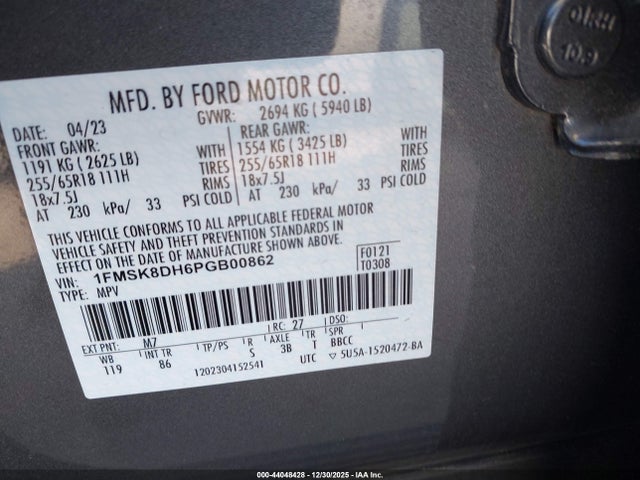 01RH
10.9
MFD. BY FORD MOTOR CO.
DATE: 04/23 GVWR: 2694 KG ( 5940 LB)
FRONT GAWR: REAR GAWR:
1191 KG ( 2625 LB) WITH 1554 KG ( 3425 LB) WITH
255/65R18 111H TIRES 255/65R18 111H TIRES
18x7.5J RIMS 18x7.5J RIMS
AT 230 kPa/ 33 PSI COLD AT 230 kPa/ 33 PSI COLD
THIS VEHICLE CONFORMS TO ALL APPLICABLE FEDERAL MOTOR
VEHICLE SAFETY AND THEFT PREVENTION STANDARDS IN
EFFECT ON THE DATE OF MANUFACTURE SHOWN ABOVE.
VIN: 1FMSK8DH6PGB00862 F0121
TYPE: MPV T0308
EXT PNT: M7 RC: 27 DSO:
WB INT TR TP/PS R AXLE TR BBCC
119 86 S 3B T
1202304152541 UTC ▽ 5U5A-1520472-BA
000-44048428 - 12/30/2025 - IAA Inc.